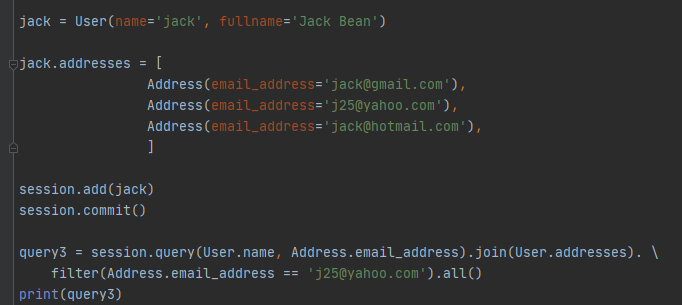 jack = User(name='jack', fullname='Jack Bean')
jack.addresses = [
Address(email_address='jack@gmail.com'),
Address(email_address='j25@yahoo.com'),
Address(email_address='jack@hotmail.com'),
]
session.add(jack)
session.commit()
query3 = session.query(User.name, Address.email_address).join(User.addresses). \
filter(Address.email_address == 'j25@yahoo.com').all()
print(query3)